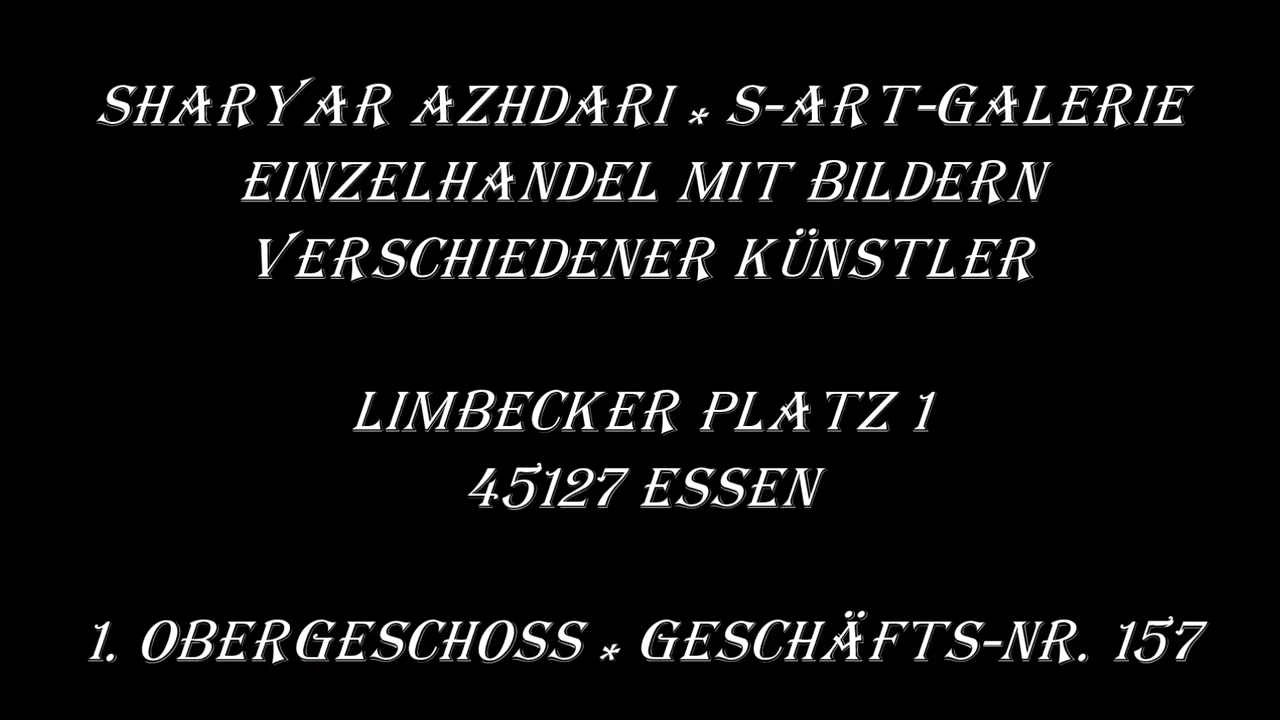 SHARYAR AZHDARI * S-ART-GALERIE
EINZELHANDEL MIT BILDERN
VERSCHIEDENER KÜNSTLER
LIMBECKER PLATZ 1
45127 ESSEN
1. OBERGESCHOSS * GESCHÄFTS-NR. 157